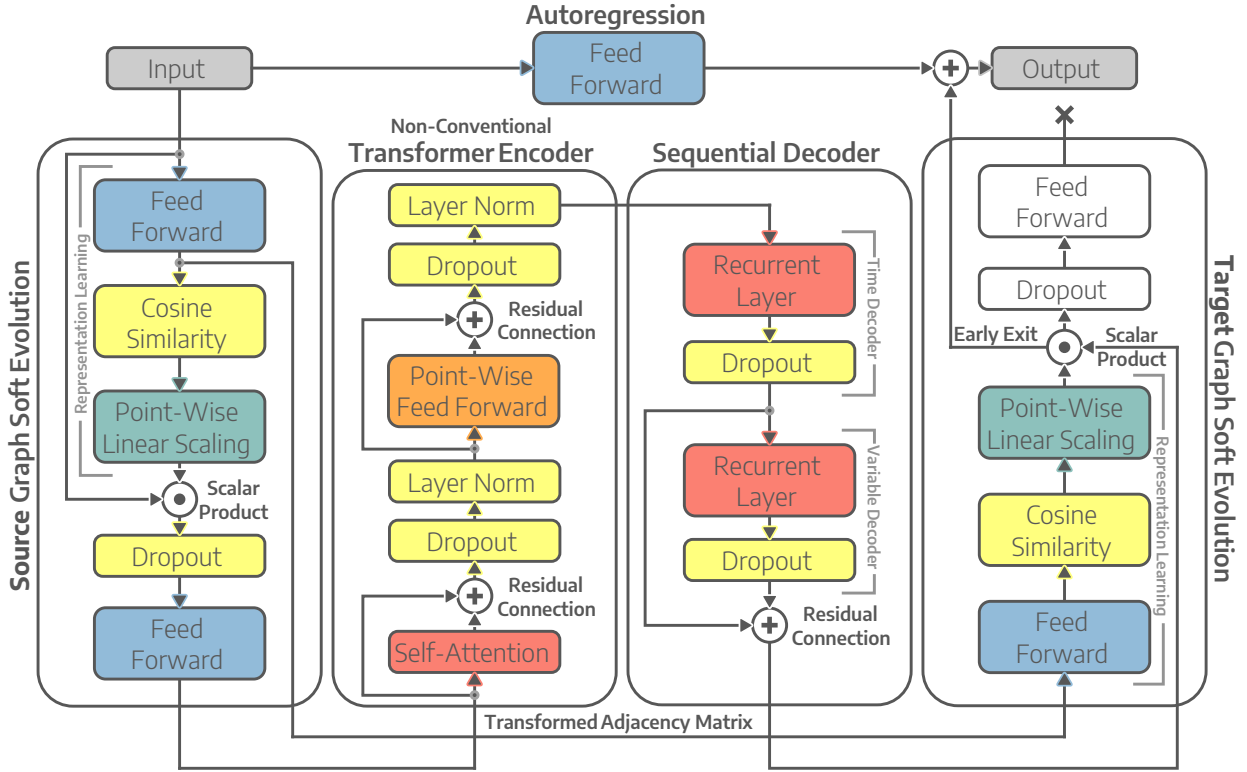 Autoregression
Input
Feed
Forward
Output
Source Graph Soft Evolution
Representation Learning
Feed
Forward
Cosine
Similarity
Point-Wise
Linear Scaling
Scalar
Product
Dropout
Feed
Forward
Non-Conventional
Transformer Encoder
Layer Norm
Dropout
Residual
Connection
Point-Wise
Feed Forward
Layer Norm
Dropout
Residual
Connection
Self-Attention
Sequential Decoder
Recurrent
Layer
Dropout
Time Decoder
Recurrent
Layer
Dropout
Variable Decoder
Residual
Connection
Feed
Forward
Dropout
Early Exit
Scalar
Product
Point-Wise
Linear Scaling
Cosine
Similarity
Feed
Forward
Representation Learning
Target Graph Soft Evolution
Transformed Adjacency Matrix